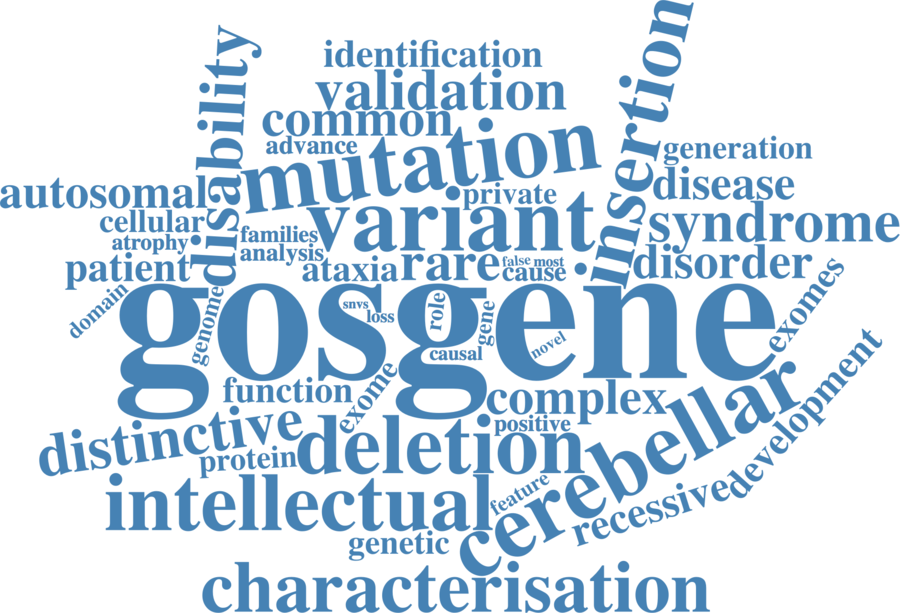 identification
validation
common
advance
mutation
disability
insertion
generation
autosomal
private
disease
cellular
variant
syndrome
atrophy
families
analysis
patient
ataxia
rare
false
most
cause
disorder
domain
genome
gosgene
snvs
loss
role
gene
causal
novel
exomes
function
exome
complex
development
distinctive
positive
protein
deletion
cerebellar
intellectual
feature
recessive
genetic
characterisation